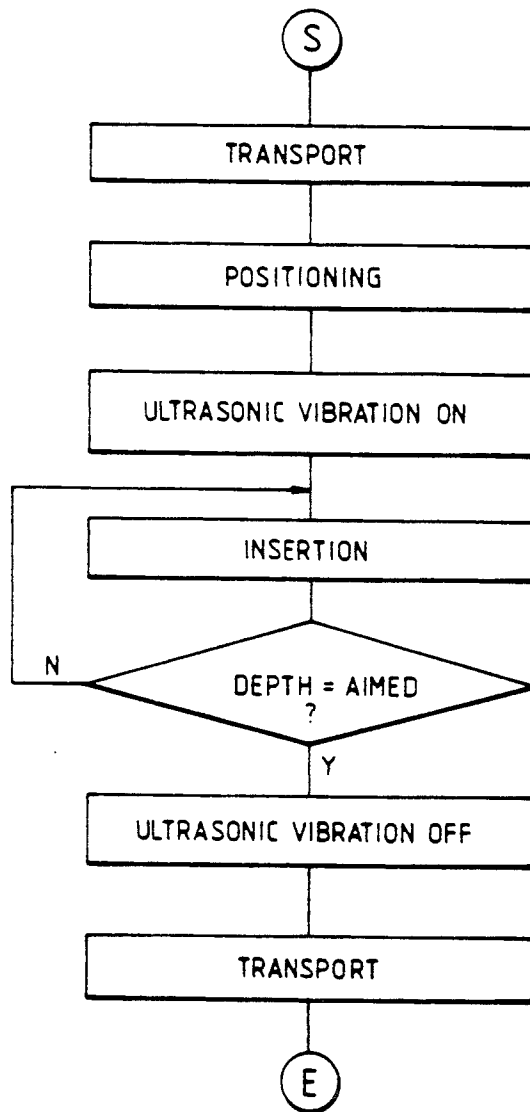 S
TRANSPORT
POSITIONING
ULTRASONIC VIBRATION ON
INSERTION
N
DEPTH = AIMED
?
Y
ULTRASONIC VIBRATION OFF
TRANSPORT
E